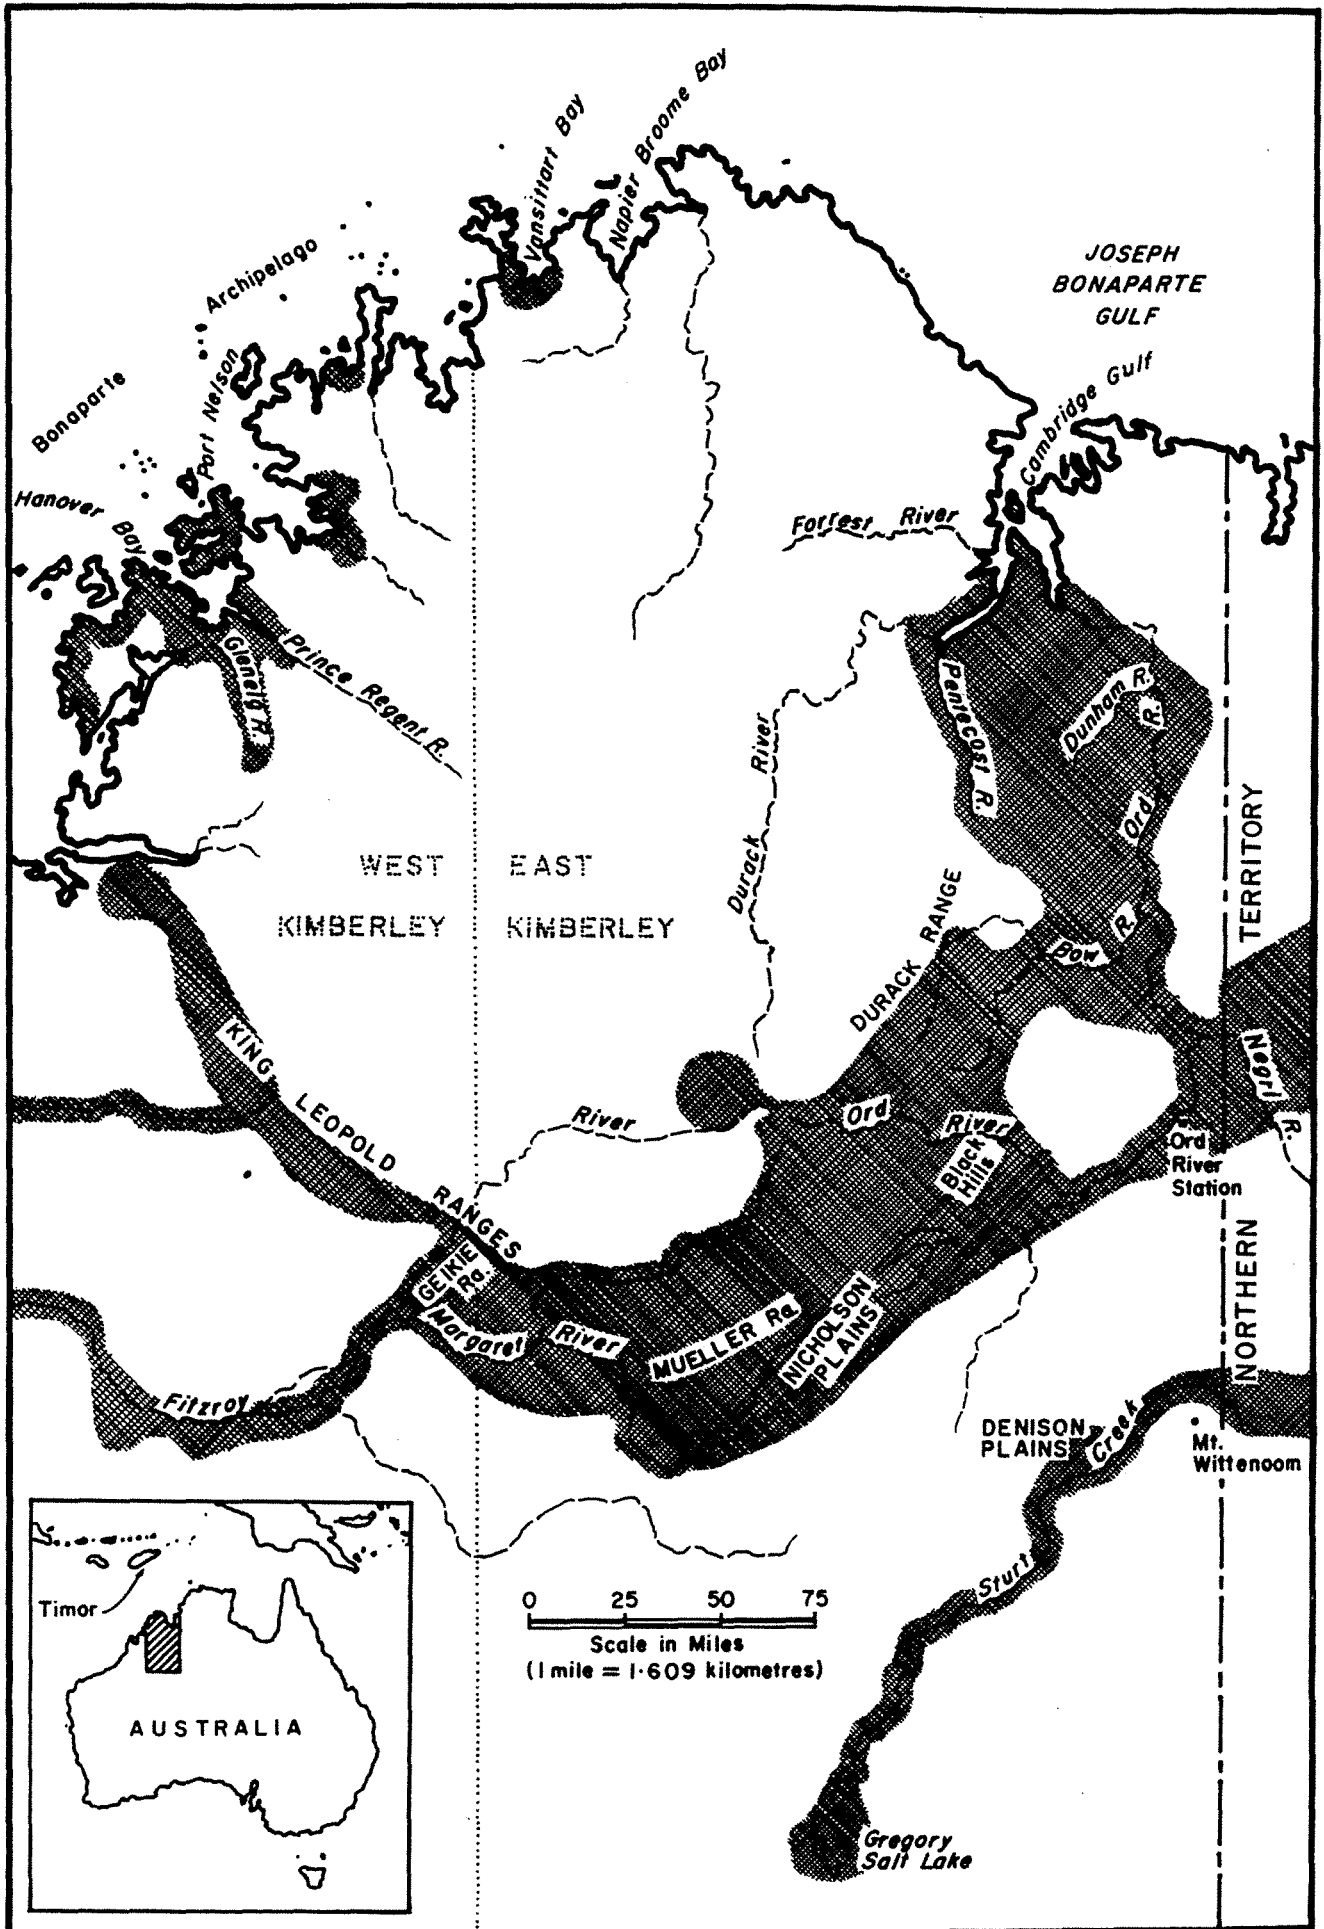 Napier Broome Bay
Vansittart Bay
Bonaparte Archipelago
JOSEPH
BONAPARTE
GULF
Port Nelson
Cambridge Gulf
Hanover Bay
Forrest River
Prince Regent R.
Glenelg R.
Pentecost R.
Dunham R.
Ord R.
Durack River
WEST
KIMBERLEY
EAST
KIMBERLEY
DURACK RANGE
Bow R.
NORTHERN TERRITORY
KING LEOPOLD RANGES
River
Ord River
Black
Hills
Negri R.
Ord
River
Station
GEIKIE
Ra.
Margaret River
MUELLER Ra.
NICHOLSON
PLAINS
Fitzroy
DENISON
PLAINS
Sturt Creek
Mt.
Wittenoom
Gregory
Salt Lake
0 25 50 75
Scale in Miles
(1 mile = 1·609 kilometres)
Timor
AUSTRALIA